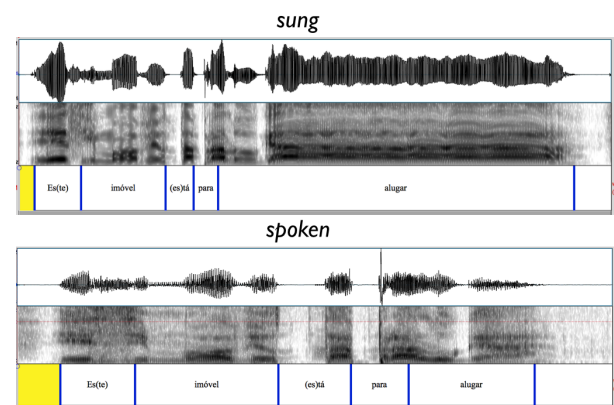 sung
Es(te) imóvel (es)tá para alugar
spoken
Es(te) imóvel (es)tá para alugar